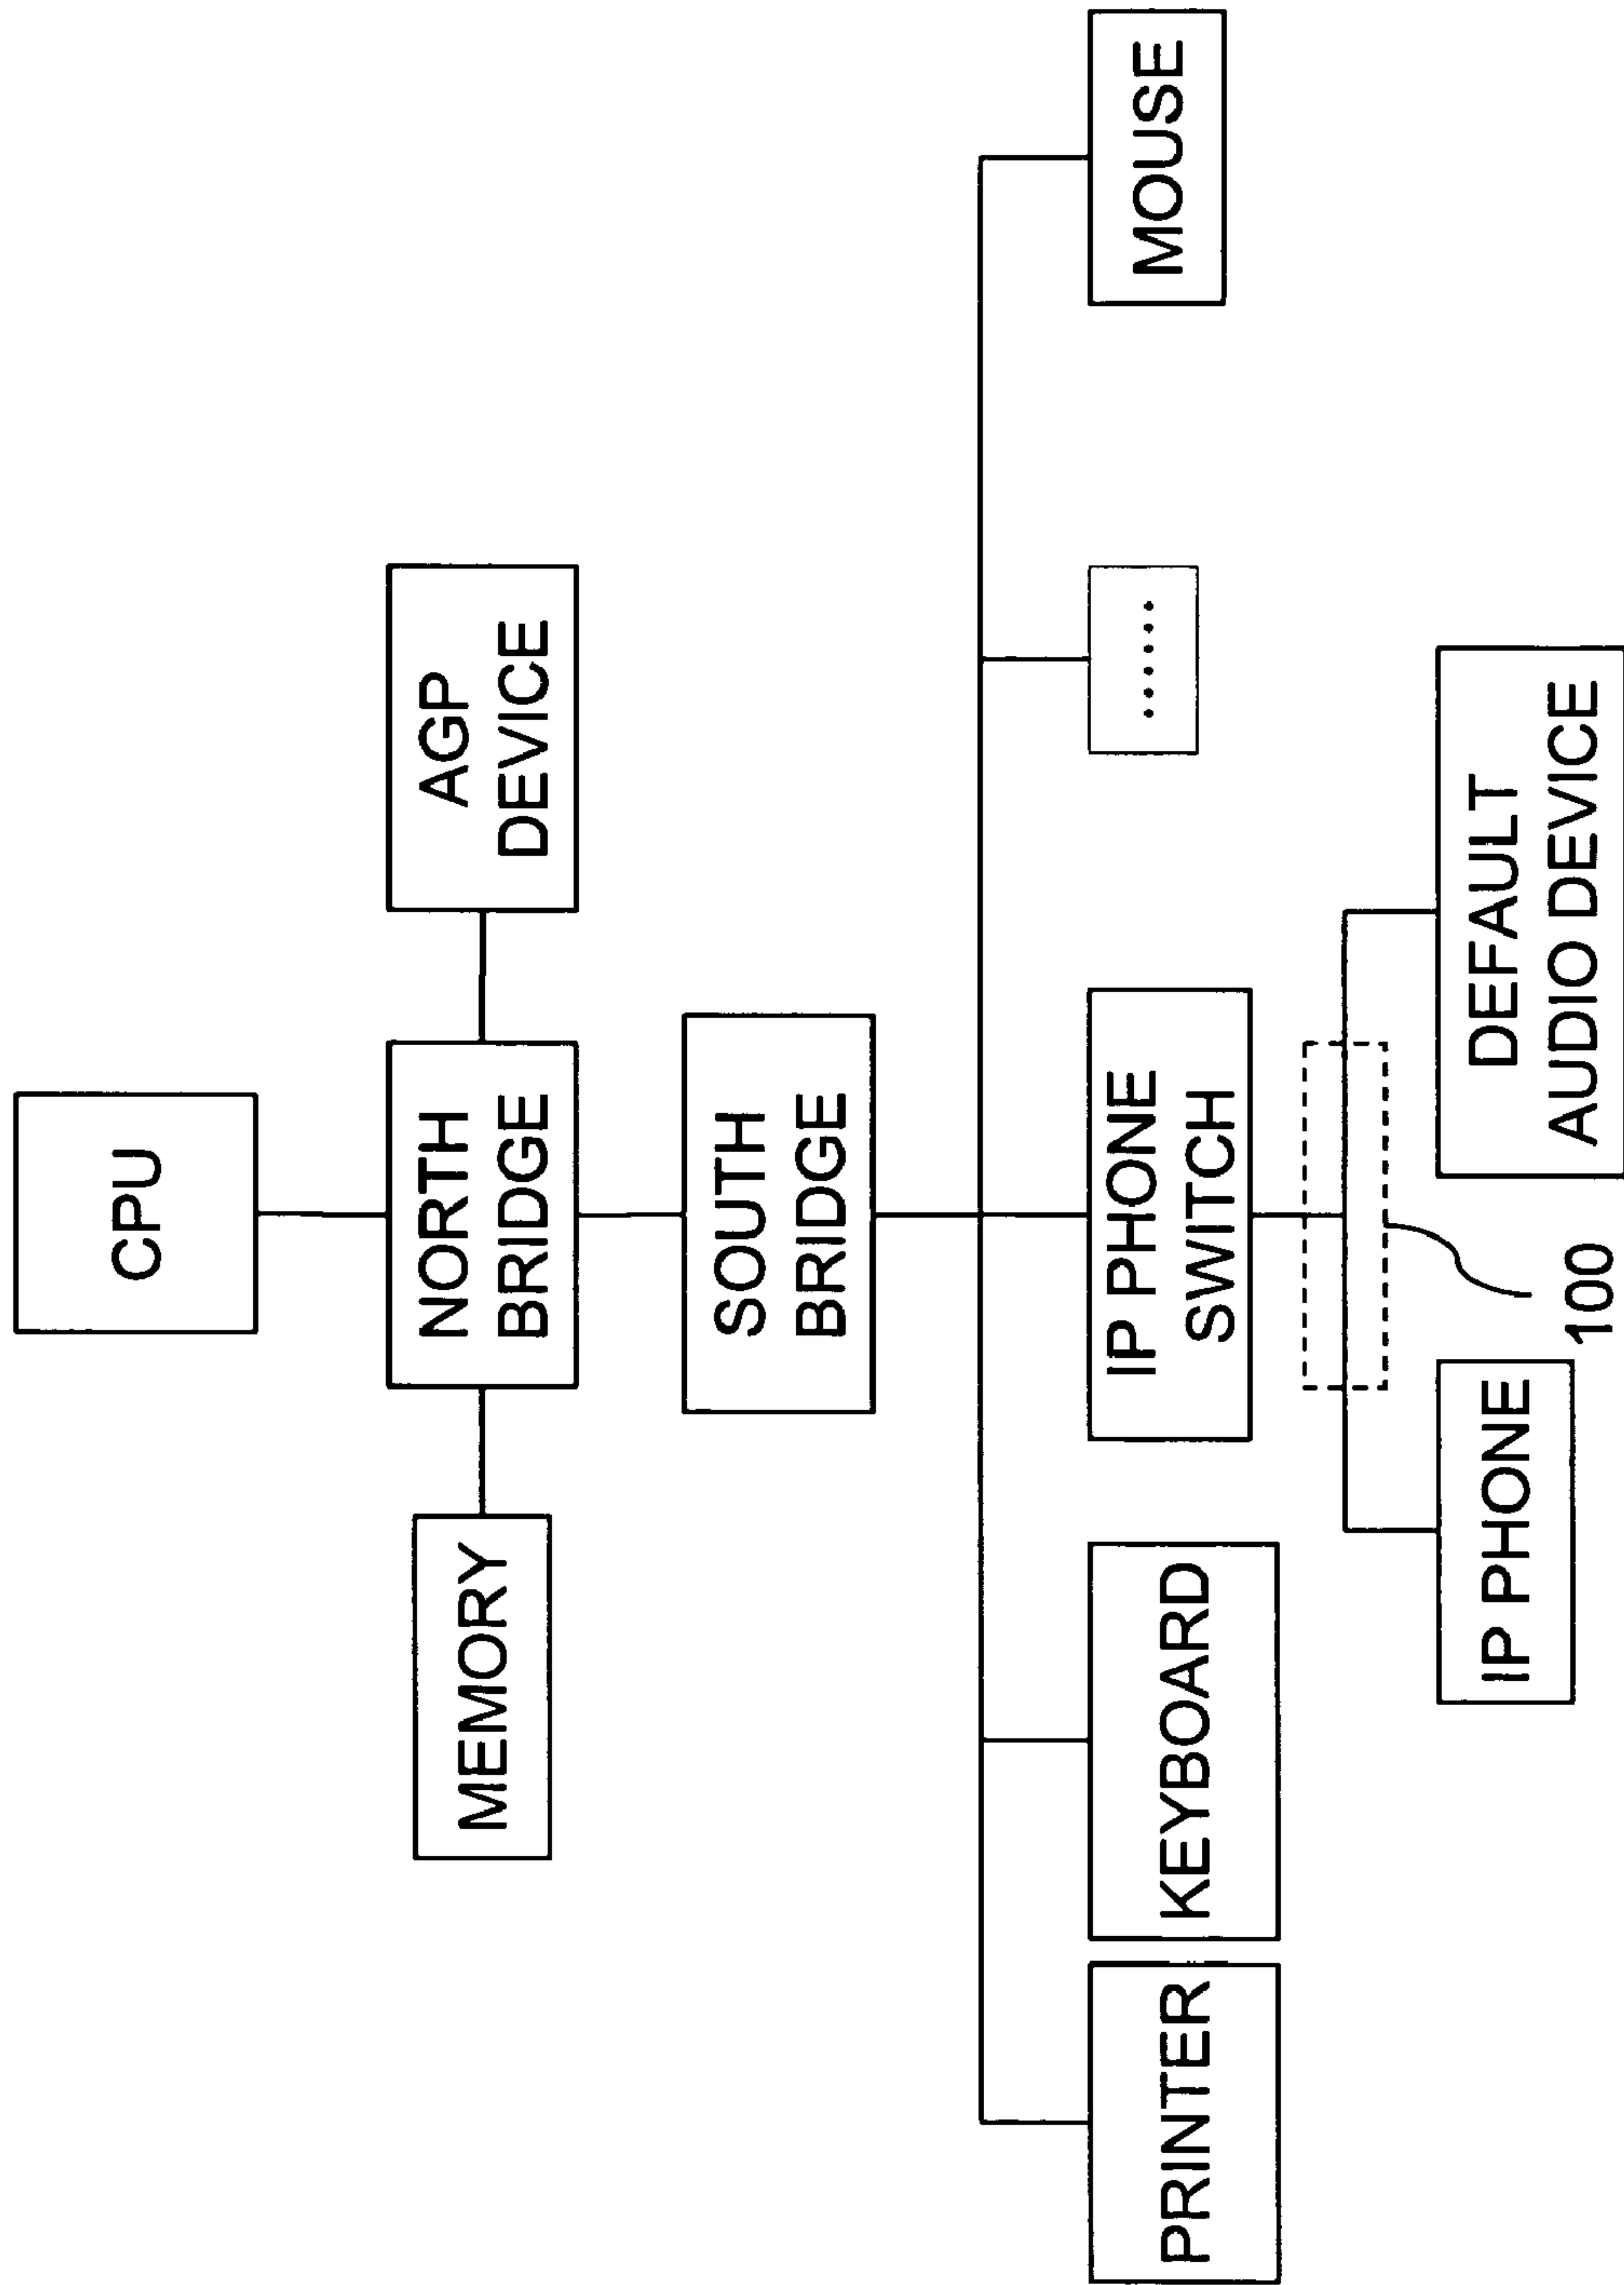 CPU
MEMORY
NORTH
BRIDGE
AGP
DEVICE
SOUTH
BRIDGE
PRINTER
KEYBOARD
IP PHONE
SWITCH
......
MOUSE
IP PHONE
100
DEFAULT
AUDIO DEVICE